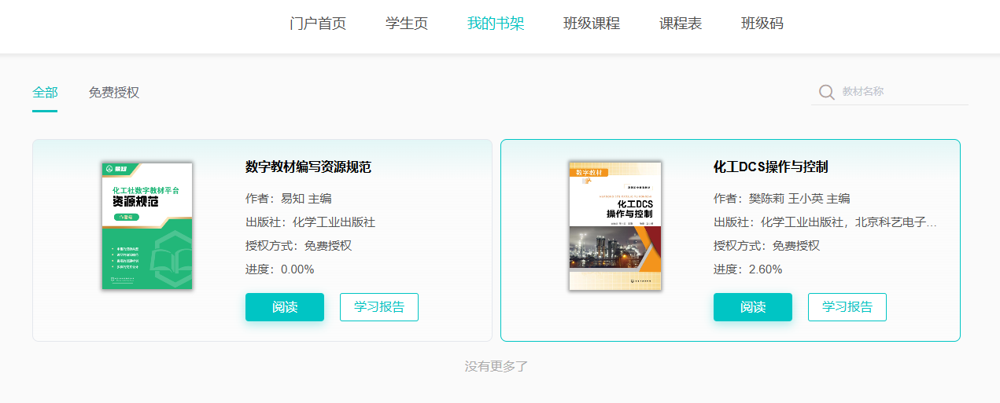 门户首页 学生页 我的书架 班级课程 课程表 班级码
全部 免费授权 教材名称
易知
化工社数字教材平台
资源规范
数字教材编写资源规范
作者：易知 主编
出版社：化学工业出版社
授权方式：免费授权
进度：0.00%
阅读 学习报告
数字教材
化工DCS
操作与控制
化工DCS操作与控制
作者：樊陈莉 王小英 主编
出版社：化学工业出版社，北京科艺电子...
授权方式：免费授权
进度：2.60%
阅读 学习报告
没有更多了